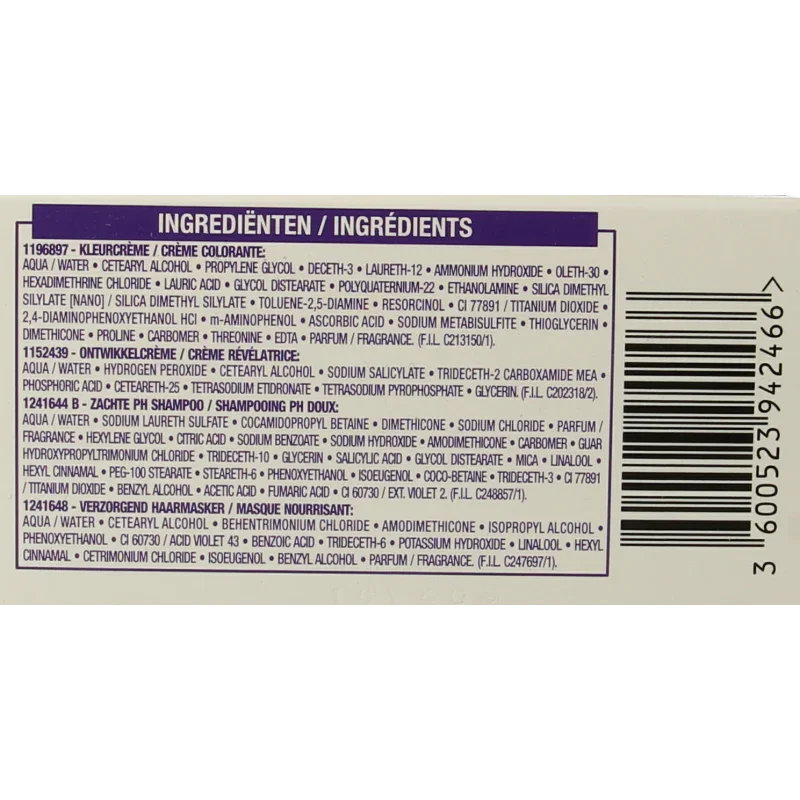 INGREDIËNTEN / INGRÉDIENTS
1196897 - KLEURCRÈME / CRÈME COLORANTE:
AQUA / WATER • CETEARYL ALCOHOL • PROPYLENE GLYCOL • DECETH-3 • LAURETH-12 • AMMONIUM HYDROXIDE • OLETH-30 •
HEXADIMETHRINE CHLORIDE • LAURIC ACID • GLYCOL DISTEARATE • POLYQUATERNIUM-22 • ETHANOLAMINE • SILICA DIMETHYL
SILYLATE [NANO] / SILICA DIMETHYL SILYLATE • TOLUENE-2,5-DIAMINE • RESORCINOL • CI 77891 / TITANIUM DIOXIDE •
2,4-DIAMINOPHENOXYETHANOL HCl • m-AMINOPHENOL • ASCORBIC ACID • SODIUM METABISULFITE • THIOGLYCERIN •
DIMETHICONE • PROLINE • CARBOMER • THREONINE • EDTA • PARFUM / FRAGRANCE. (F.I.L. C213150/1).
1152439 - ONTWIKKELCRÈME / CRÈME RÉVÉLATRICE:
AQUA / WATER • HYDROGEN PEROXIDE • CETEARYL ALCOHOL • SODIUM SALICYLATE • TRIDECETH-2 CARBOXAMIDE MEA •
PHOSPHORIC ACID • CETEARETH-25 • TETRASODIUM ETIDRONATE • TETRASODIUM PYROPHOSPHATE • GLYCERIN. (F.I.L. C202318/2).
1241644 B - ZACHTE PH SHAMPOO / SHAMPOOING PH DOUX:
AQUA / WATER • SODIUM LAURETH SULFATE • COCAMIDOPROPYL BETAINE • DIMETHICONE • SODIUM CHLORIDE • PARFUM /
FRAGRANCE • HEXYLENE GLYCOL • CITRIC ACID • SODIUM BENZOATE • SODIUM HYDROXIDE • AMODIMETHICONE • CARBOMER • GUAR
HYDROXYPROPYLTRIMONIUM CHLORIDE • TRIDECETH-10 • GLYCERIN • SALICYLIC ACID • GLYCOL DISTEARATE • MICA • LINALOOL •
HEXYL CINNAMAL • PEG-100 STEARATE • STEARETH-6 • PHENOXYETHANOL • ISOEUGENOL • COCO-BETAINE • TRIDECETH-3 • CI 77891
/ TITANIUM DIOXIDE • BENZYL ALCOHOL • ACETIC ACID • FUMARIC ACID • CI 60730 / EXT. VIOLET 2. (F.I.L. C248857/1).
1241648 - VERZORGEND HAARMASKER / MASQUE NOURRISANT:
AQUA / WATER • CETEARYL ALCOHOL • BEHENTRIMONIUM CHLORIDE • AMODIMETHICONE • ISOPROPYL ALCOHOL •
PHENOXYETHANOL • CI 60730 / ACID VIOLET 43 • BENZOIC ACID • TRIDECETH-6 • POTASSIUM HYDROXIDE • LINALOOL • HEXYL
CINNAMAL • CETRIMONIUM CHLORIDE • ISOEUGENOL • BENZYL ALCOHOL • PARFUM / FRAGRANCE. (F.I.L. C247697/1).
3 600523 942466 >